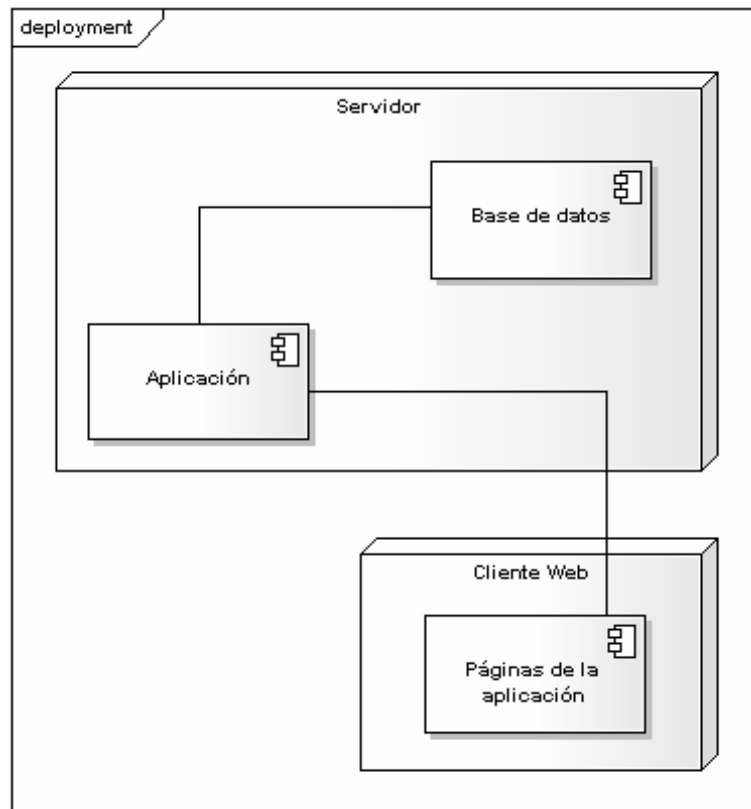 deployment
Servidor
Base de datos
Aplicación
Cliente Web
Páginas de la
aplicación